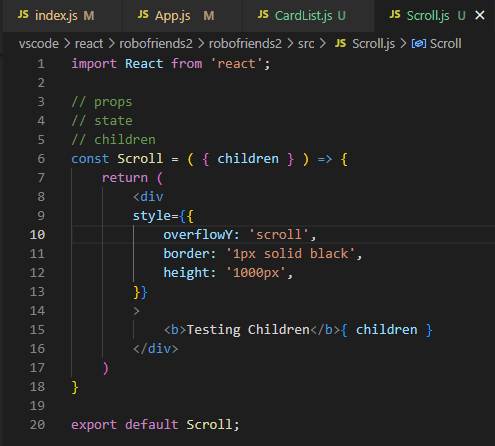 JS index.js M JS App.js M JS CardList.js U JS Scroll.js U
vscode > react > robofriends2 > robofriends2 > src > JS Scroll.js > Scroll
1 import React from 'react';
2
3 // props
4 // state
5 // children
6 const Scroll = ( { children } ) => {
7 return (
8 <div
9 style={{
10 overflowY: 'scroll',
11 border: '1px solid black',
12 height: '1000px',
13 }}
14 >
15 <b>Testing Children</b>{ children }
16 </div>
17 )
18 }
19
20 export default Scroll;